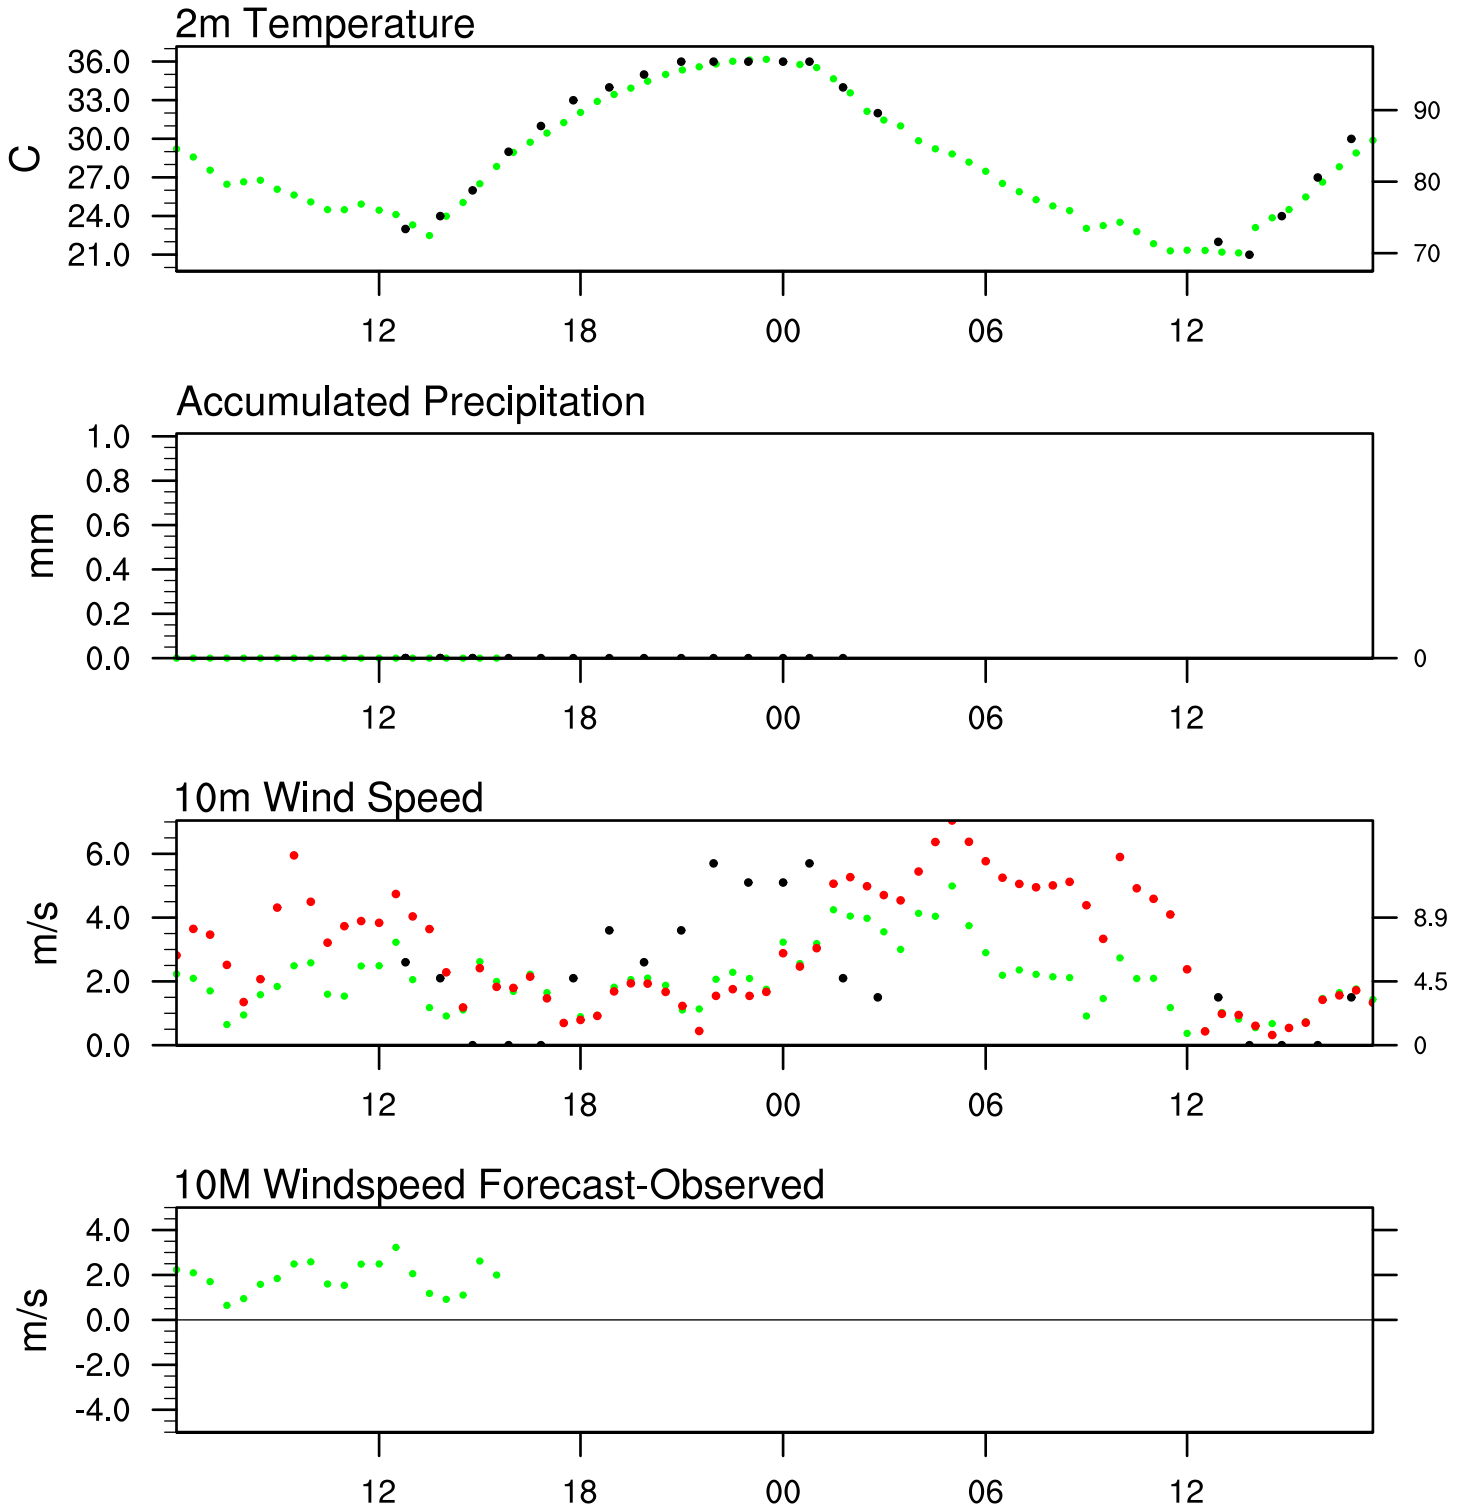 2m Temperature
36.0
33.0
30.0
27.0
24.0
21.0
C
90
80
70
12 18 00 06 12
Accumulated Precipitation
1.0
0.8
0.6
0.4
0.2
0.0
mm
0
12 18 00 06 12
10m Wind Speed
6.0
4.0
2.0
0.0
m/s
8.9
4.5
0
12 18 00 06 12
10M Windspeed Forecast-Observed
4.0
2.0
0.0
-2.0
-4.0
m/s
12 18 00 06 12